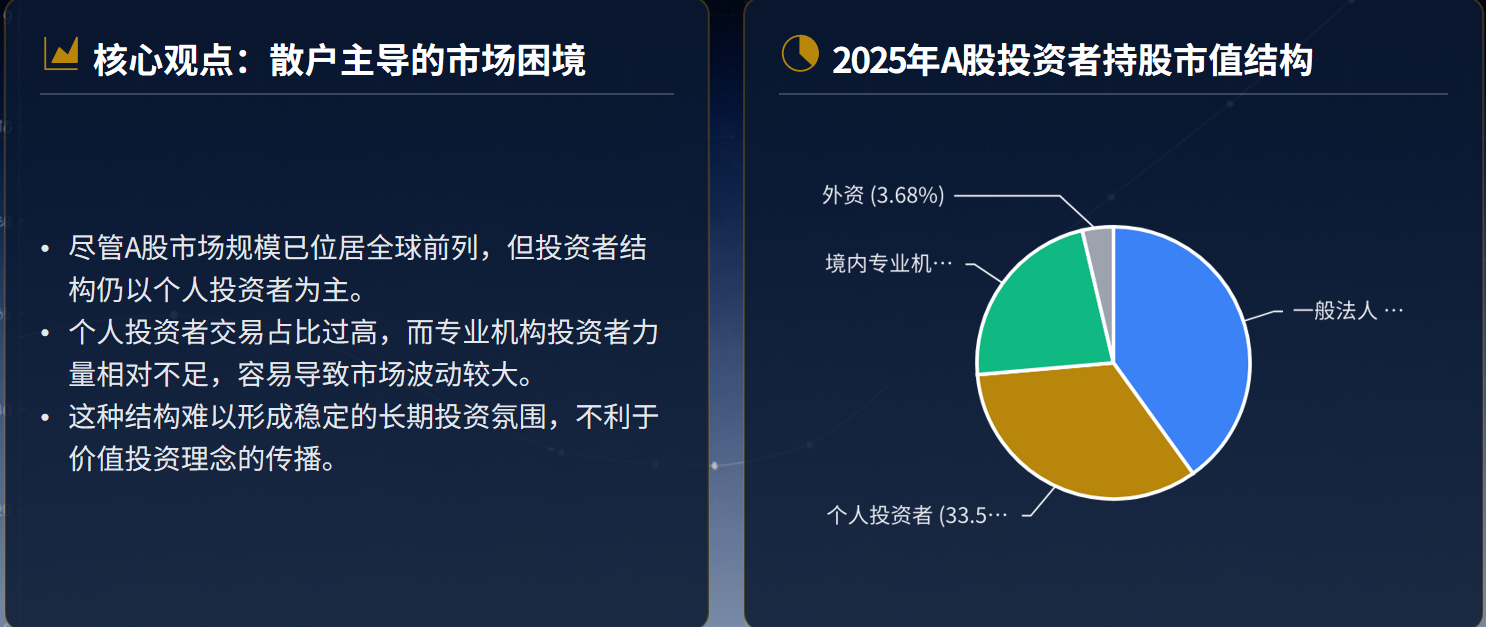 核心观点：散户主导的市场困境
• 尽管A股市场规模已位居全球前列，但投资者结
构仍以个人投资者为主。
• 个人投资者交易占比过高，而专业机构投资者力
量相对不足，容易导致市场波动较大。
• 这种结构难以形成稳定的长期投资氛围，不利于
价值投资理念的传播。
2025年A股投资者持股市值结构
外资 (3.68%)
境内专业机…
一般法人 …
个人投资者 (33.5…